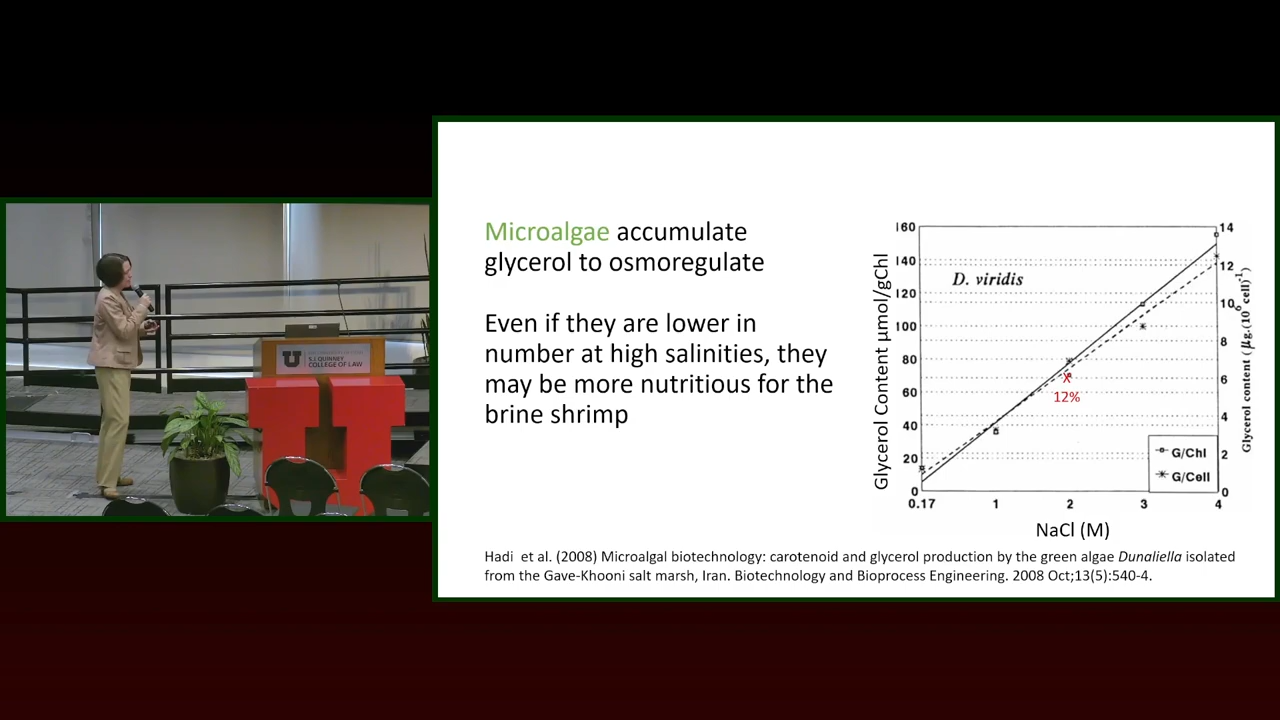 Microalgae accumulate
glycerol to osmoregulate
Even if they are lower in
number at high salinities, they
may be more nutritious for the
brine shrimp
Glycerol Content µmol/gChl
160
140
120
100
80
60
40
20
0
D. viridis
X
12%
G/Chl
G/Cell
14
12
10
8
6
4
2
0
Glycerol content (µg.(10⁶ cell)⁻¹)
0.17 1 2 3 4
NaCl (M)
Hadi et al. (2008) Microalgal biotechnology: carotenoid and glycerol production by the green algae Dunaliella isolated
from the Gave-Khooni salt marsh, Iran. Biotechnology and Bioprocess Engineering. 2008 Oct;13(5):540-4.
U
S.J. QUINNEY
COLLEGE OF LAW